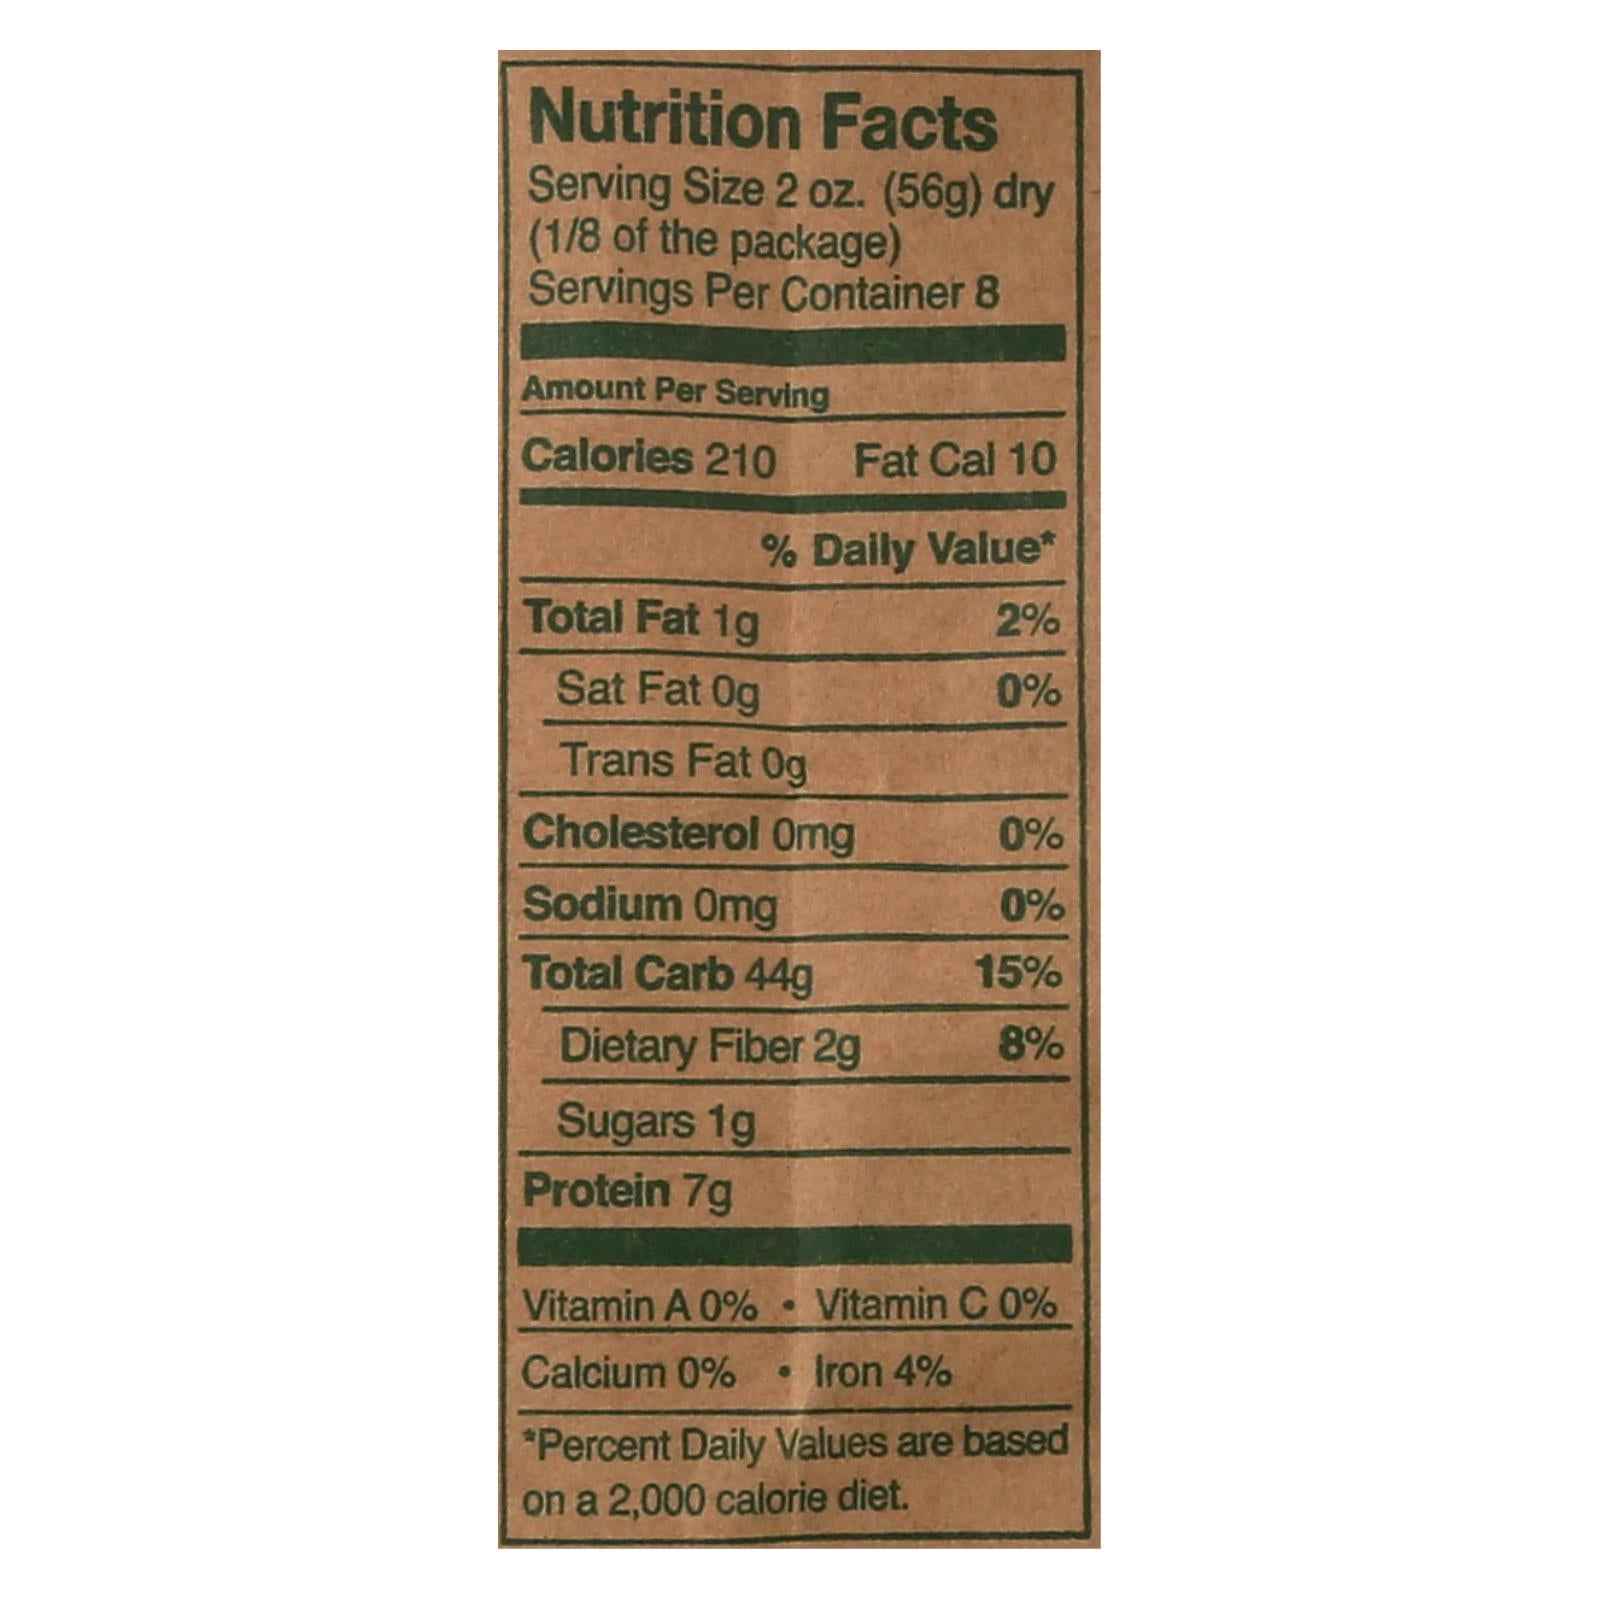 Nutrition Facts
Serving Size 2 oz. (56g) dry
(1/8 of the package)
Servings Per Container 8
Amount Per Serving
Calories 210 Fat Cal 10
% Daily Value*
Total Fat 1g 2%
Sat Fat 0g 0%
Trans Fat 0g
Cholesterol 0mg 0%
Sodium 0mg 0%
Total Carb 44g 15%
Dietary Fiber 2g 8%
Sugars 1g
Protein 7g
Vitamin A 0% • Vitamin C 0%
Calcium 0% • Iron 4%
*Percent Daily Values are based
on a 2,000 calorie diet.